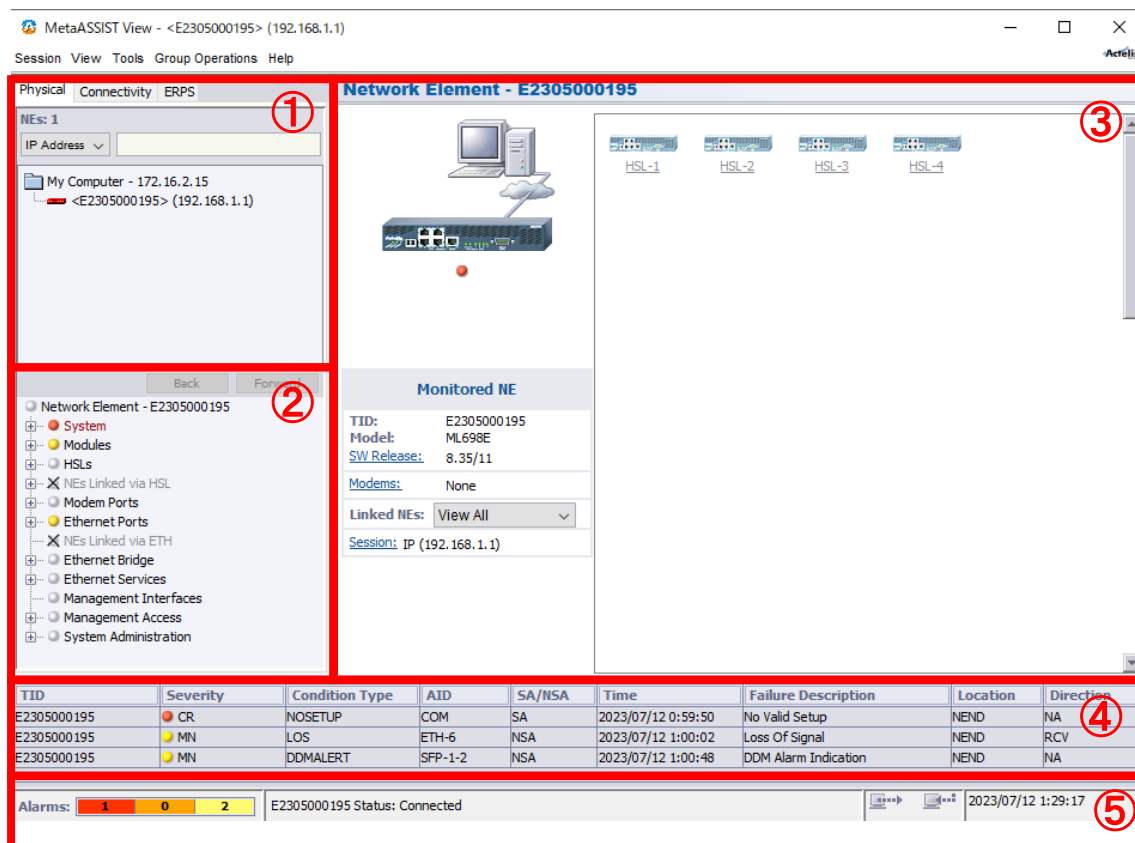 MetaASSIST View - <E2305000195> (192.168.1.1)
Session View Tools Group Operations Help
Physical Connectivity ERPS
①
NEs: 1
IP Address
My Computer - 172.16.2.15
<E2305000195> (192.168.1.1)
Back Forward
②
Network Element - E2305000195
System
Modules
HSLs
NEs Linked via HSL
Modem Ports
Ethernet Ports
NEs Linked via ETH
Ethernet Bridge
Ethernet Services
Management Interfaces
Management Access
System Administration
Network Element - E2305000195
③
HSL-1 HSL-2 HSL-3 HSL-4
Monitored NE
TID: E2305000195
Model: ML698E
SW Release: 8.35/11
Modems: None
Linked NEs: View All
Session: IP (192.168.1.1)
TID Severity Condition Type AID SA/NSA Time Failure Description Location Direction
E2305000195 CR NOSETUP COM SA 2023/07/12 0:59:50 No Valid Setup NEND NA
E2305000195 MN LOS ETH-6 NSA 2023/07/12 1:00:02 Loss Of Signal NEND RCV
E2305000195 MN DDMALERT SFP-1-2 NSA 2023/07/12 1:00:48 DDM Alarm Indication NEND NA
④
Alarms: 1 0 2 E2305000195 Status: Connected 2023/07/12 1:29:17
⑤